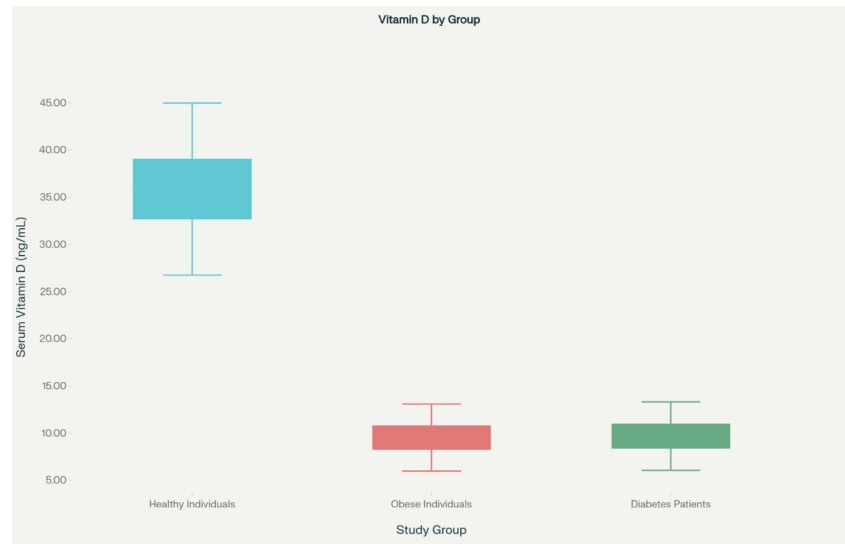 Vitamin D by Group
45.00
40.00
35.00
30.00
25.00
20.00
15.00
10.00
5.00
Serum Vitamin D (ng/mL)
Healthy Individuals
Obese Individuals
Diabetes Patients
Study Group